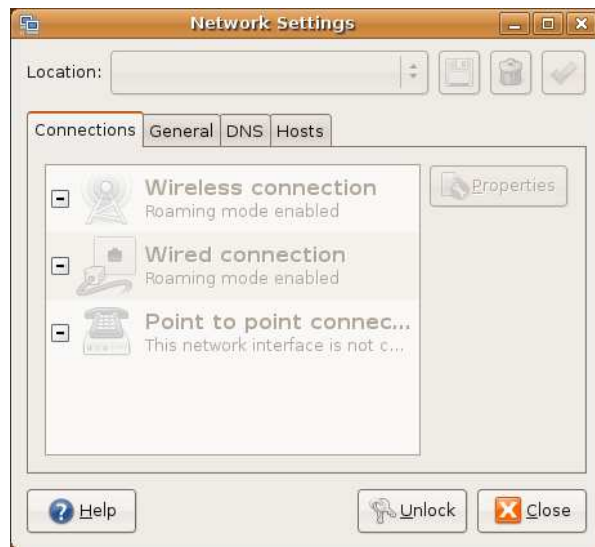 Network Settings
Location:
Connections General DNS Hosts
Wireless connection
Roaming mode enabled
Properties
Wired connection
Roaming mode enabled
Point to point connec...
This network interface is not c...
Help
Unlock
Close